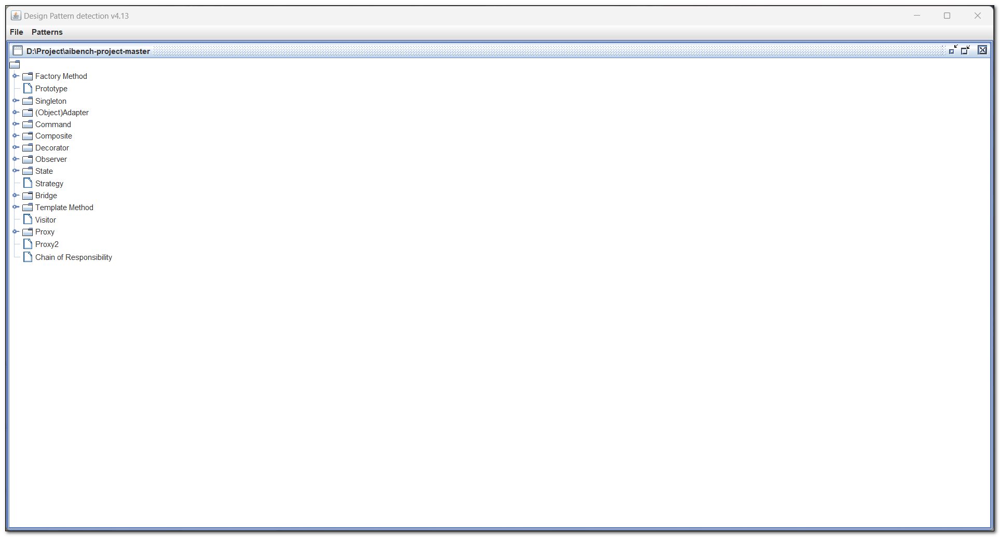 Design Pattern detection v4.13
File Patterns
D:\Project\aibench-project-master
Factory Method
Prototype
Singleton
(Object)Adapter
Command
Composite
Decorator
Observer
State
Strategy
Bridge
Template Method
Visitor
Proxy
Proxy2
Chain of Responsibility